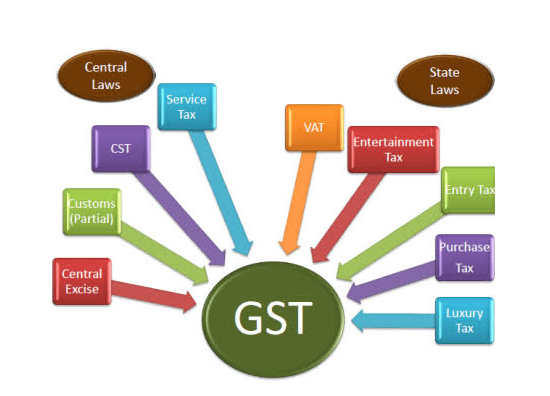 Central
Laws
State
Laws
Service
Tax
VAT
CST
Entertainment
Tax
Customs
(Partial)
Entry Tax
Purchase
Tax
Central
Excise
Luxury
Tax
GST